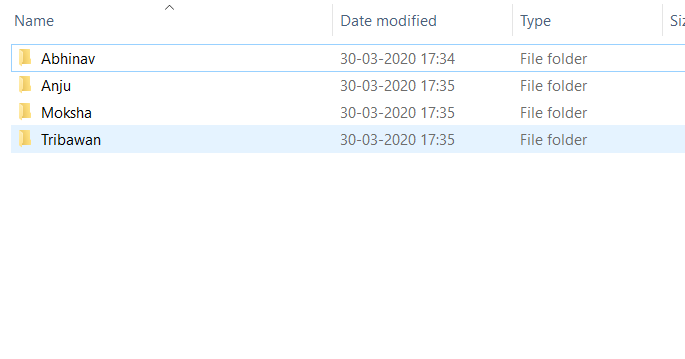 Name Date modified Type Siz
Abhinav 30-03-2020 17:34 File folder
Anju 30-03-2020 17:35 File folder
Moksha 30-03-2020 17:35 File folder
Tribawan 30-03-2020 17:35 File folder